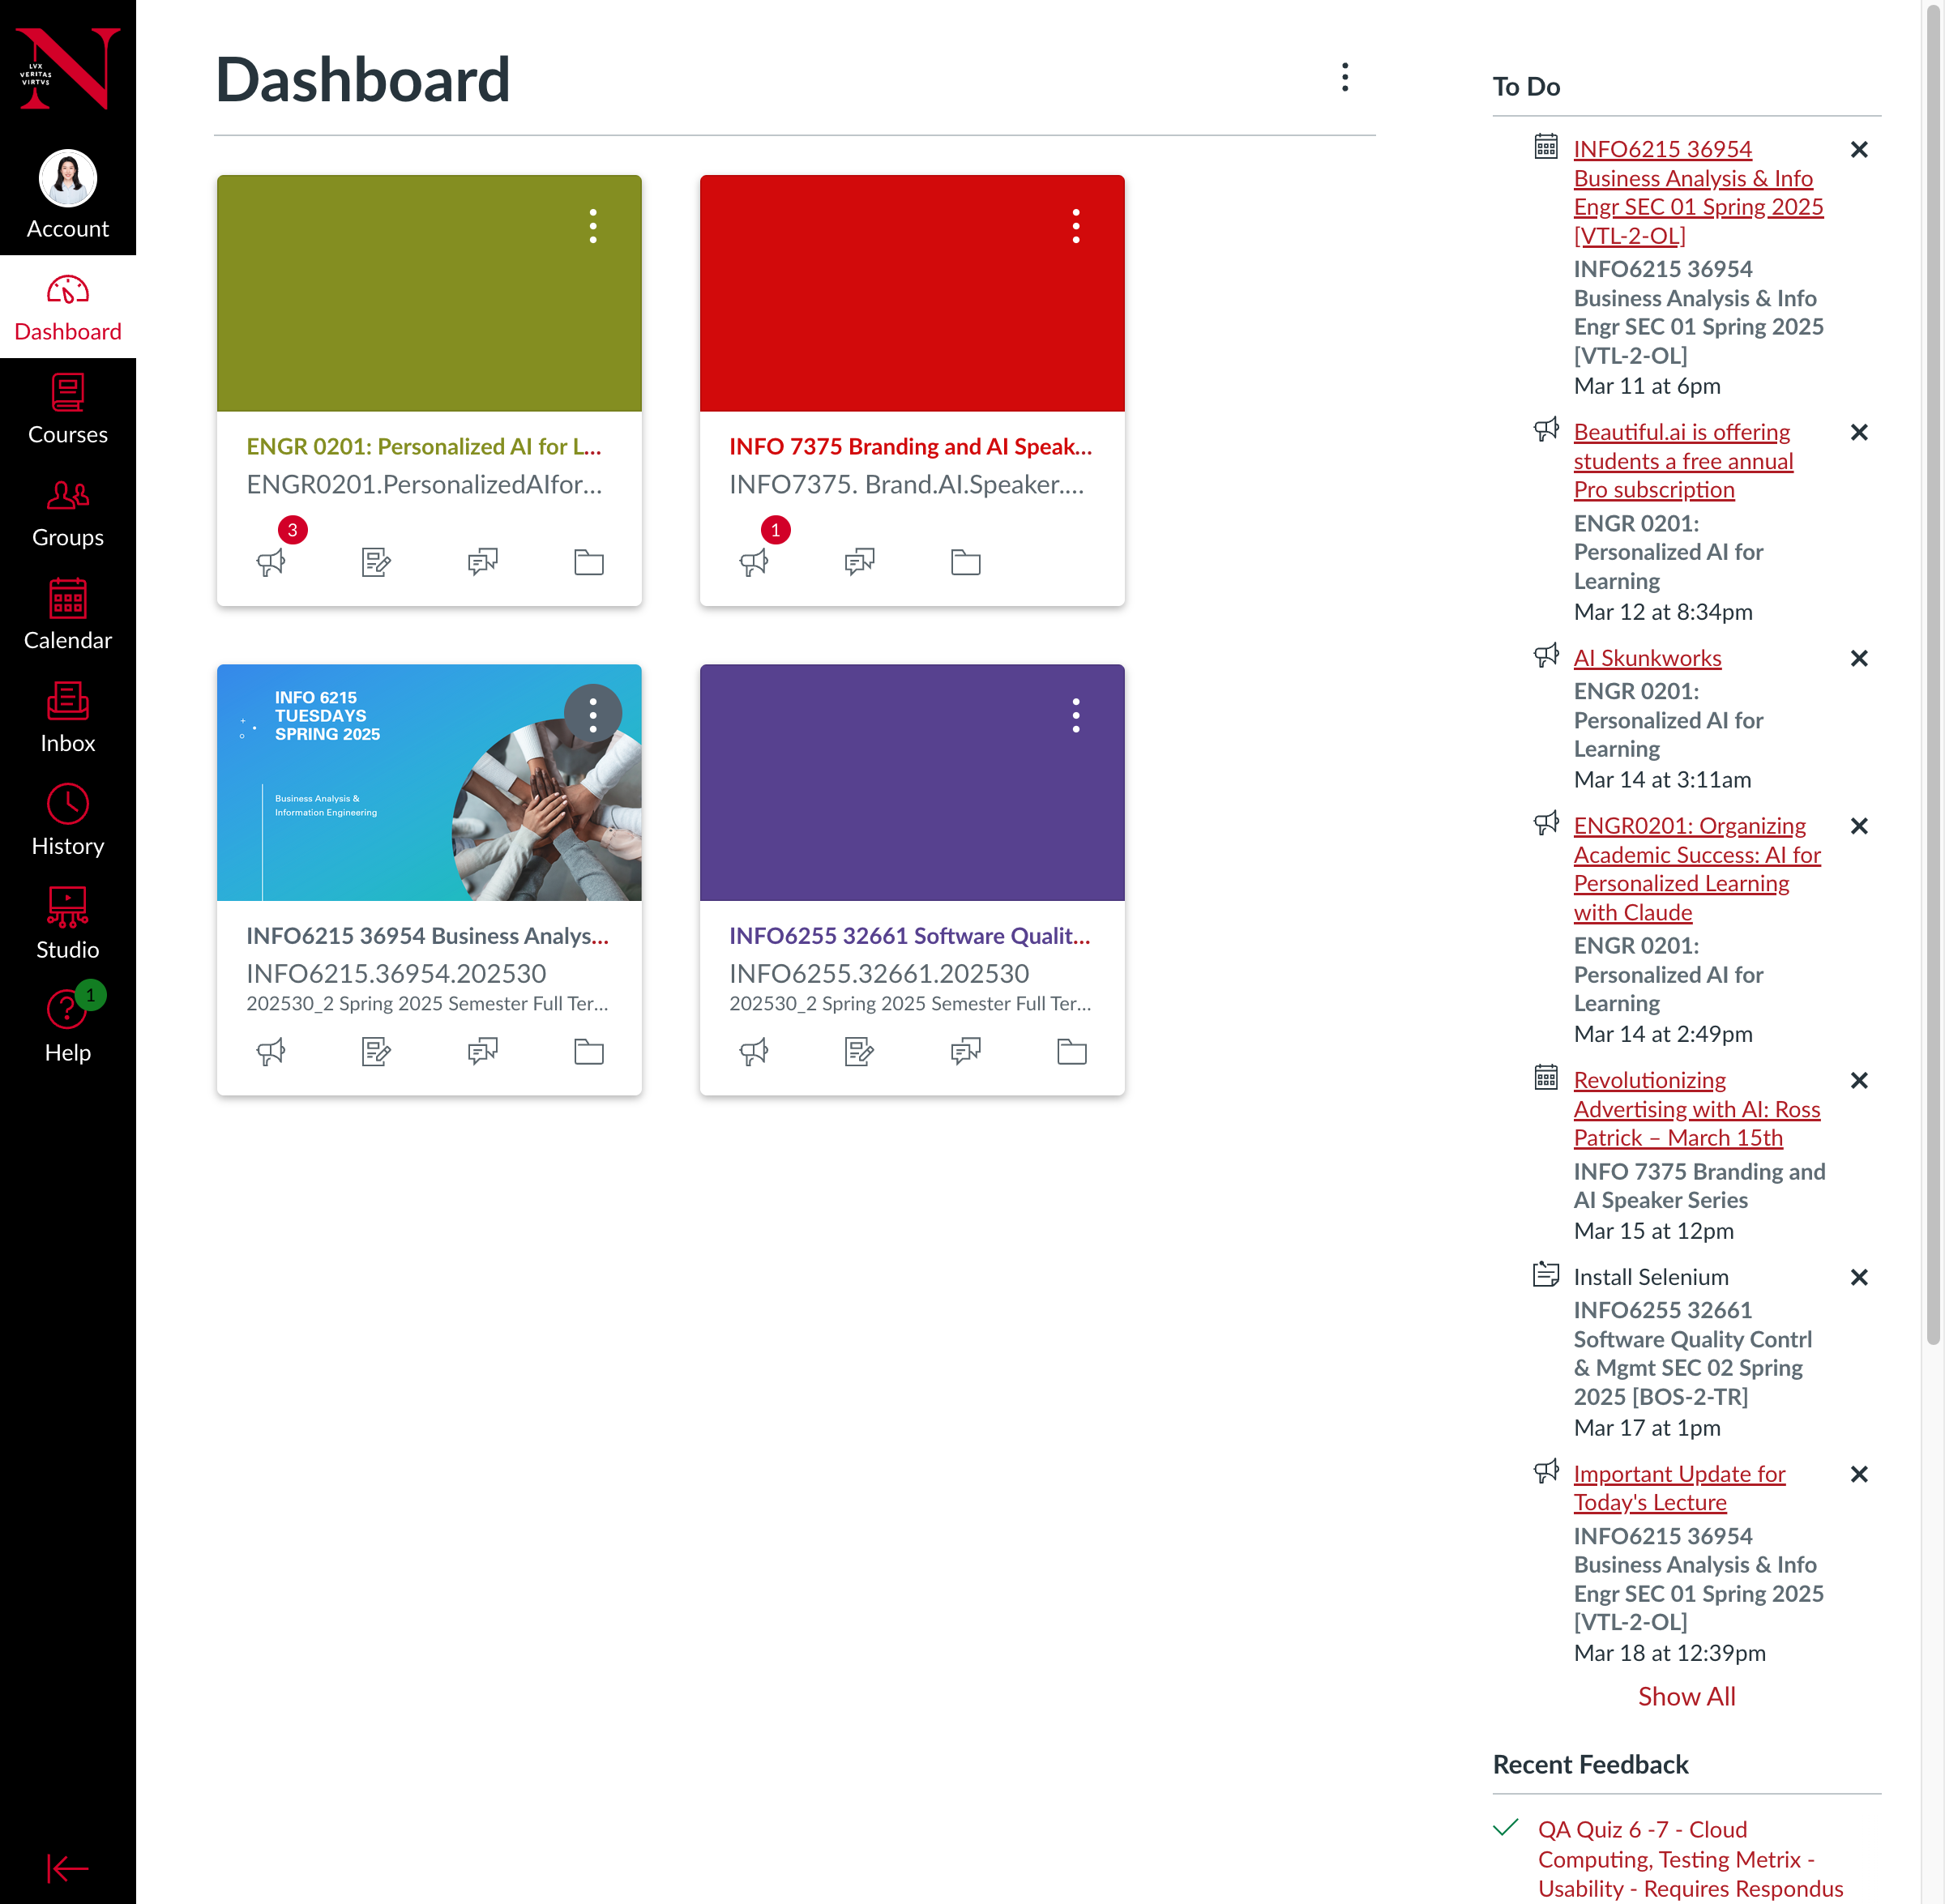 LVX
VERITAS
VIRTVS
Account
Dashboard
Courses
Groups
Calendar
Inbox
History
Studio
1
Help
Dashboard
ENGR 0201: Personalized AI for L...
ENGR0201.PersonalizedAIfor...
3
INFO 7375 Branding and AI Speak...
INFO7375. Brand.AI.Speaker....
1
INFO 6215
TUESDAYS
SPRING 2025
Business Analysis &
Information Engineering
INFO6215 36954 Business Analys...
INFO6215.36954.202530
202530_2 Spring 2025 Semester Full Ter...
INFO6255 32661 Software Qualit...
INFO6255.32661.202530
202530_2 Spring 2025 Semester Full Ter...
To Do
INFO6215 36954
Business Analysis & Info
Engr SEC 01 Spring 2025
[VTL-2-OL]
INFO6215 36954
Business Analysis & Info
Engr SEC 01 Spring 2025
[VTL-2-OL]
Mar 11 at 6pm
Beautiful.ai is offering
students a free annual
Pro subscription
ENGR 0201:
Personalized AI for
Learning
Mar 12 at 8:34pm
AI Skunkworks
ENGR 0201:
Personalized AI for
Learning
Mar 14 at 3:11am
ENGR0201: Organizing
Academic Success: AI for
Personalized Learning
with Claude
ENGR 0201:
Personalized AI for
Learning
Mar 14 at 2:49pm
Revolutionizing
Advertising with AI: Ross
Patrick – March 15th
INFO 7375 Branding and
AI Speaker Series
Mar 15 at 12pm
Install Selenium
INFO6255 32661
Software Quality Contrl
& Mgmt SEC 02 Spring
2025 [BOS-2-TR]
Mar 17 at 1pm
Important Update for
Today's Lecture
INFO6215 36954
Business Analysis & Info
Engr SEC 01 Spring 2025
[VTL-2-OL]
Mar 18 at 12:39pm
Show All
Recent Feedback
QA Quiz 6 -7 - Cloud
Computing, Testing Metrix -
Usability - Requires Respondus